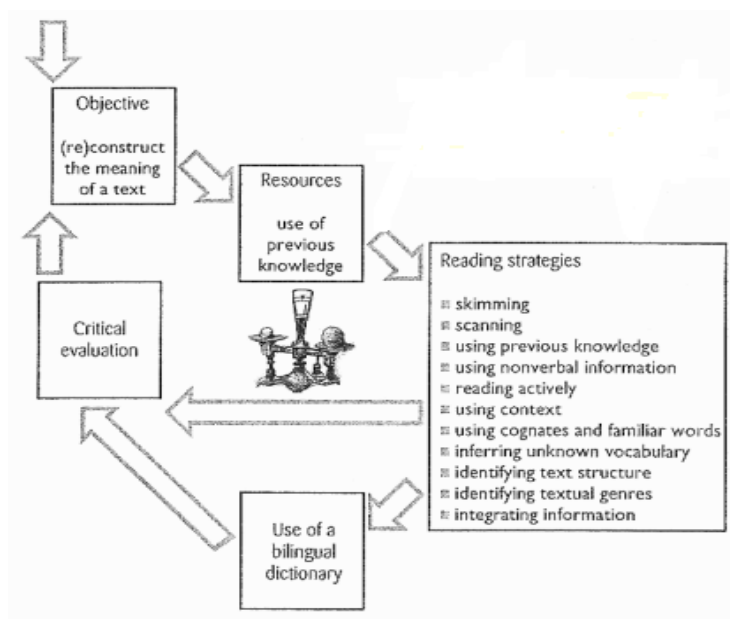 Objective
(re)construct
the meaning
of a text
Resources
use of
previous
knowledge
Reading strategies
skimming
scanning
using previous knowledge
using nonverbal information
reading actively
using context
using cognates and familiar words
inferring unknown vocabulary
identifying text structure
identifying textual genres
integrating information
Critical
evaluation
Use of a
bilingual
dictionary